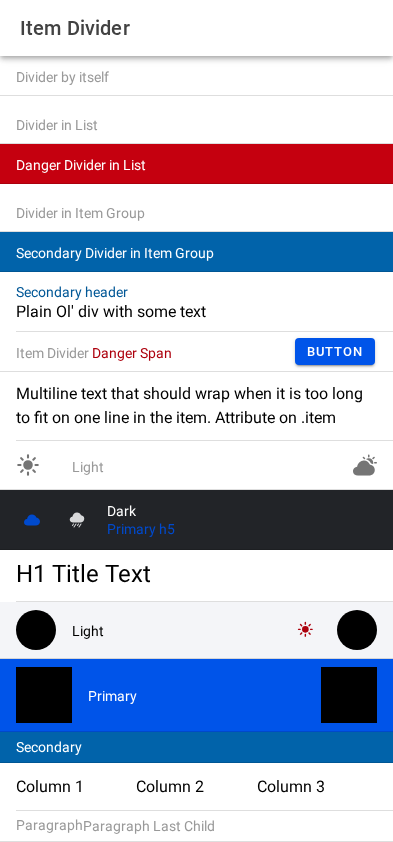 Item Divider
Divider by itself
Divider in List
Danger Divider in List
Divider in Item Group
Secondary Divider in Item Group
Secondary header
Plain Ol' div with some text
Item Divider Danger Span BUTTON
Multiline text that should wrap when it is too long
to fit on one line in the item. Attribute on .item
Light
Dark
Primary h5
H1 Title Text
Light
Primary
Secondary
Column 1 Column 2 Column 3
ParagraphParagraph Last Child